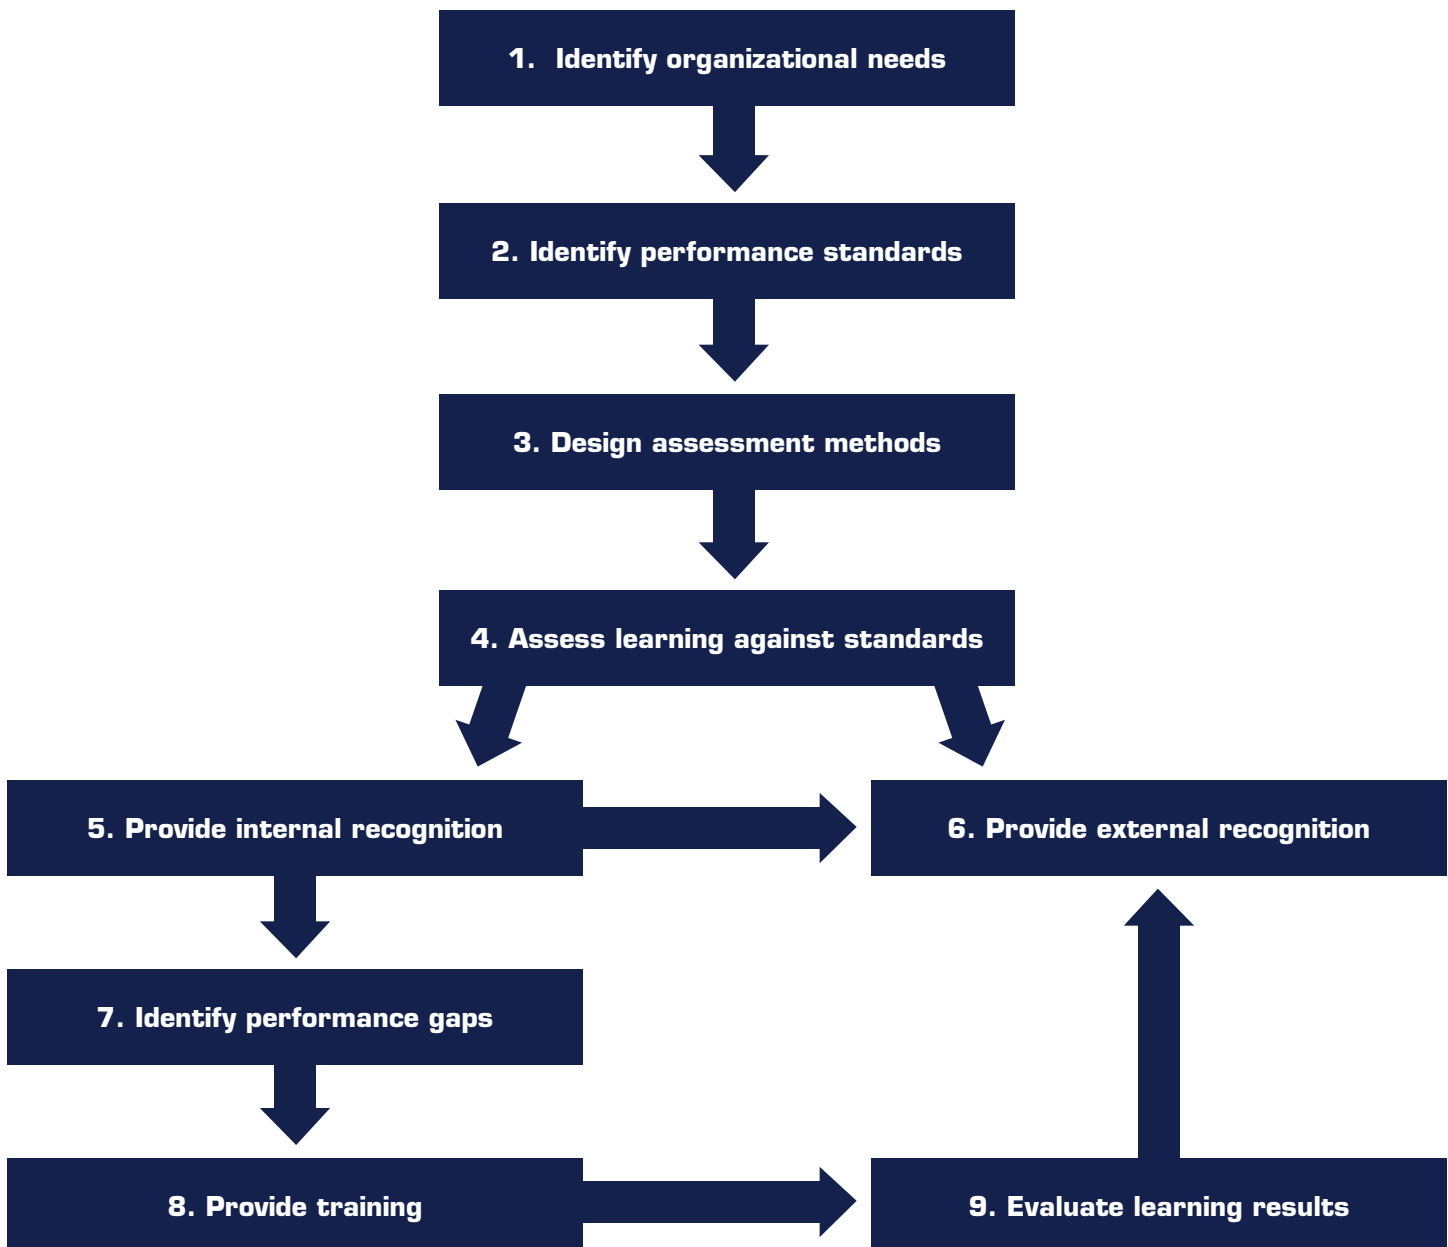 1.  Identify organizational needs
2. Identify performance standards
3. Design assessment methods
4. Assess learning against standards
5. Provide internal recognition
6. Provide external recognition
7. Identify performance gaps
8. Provide training
9. Evaluate learning results